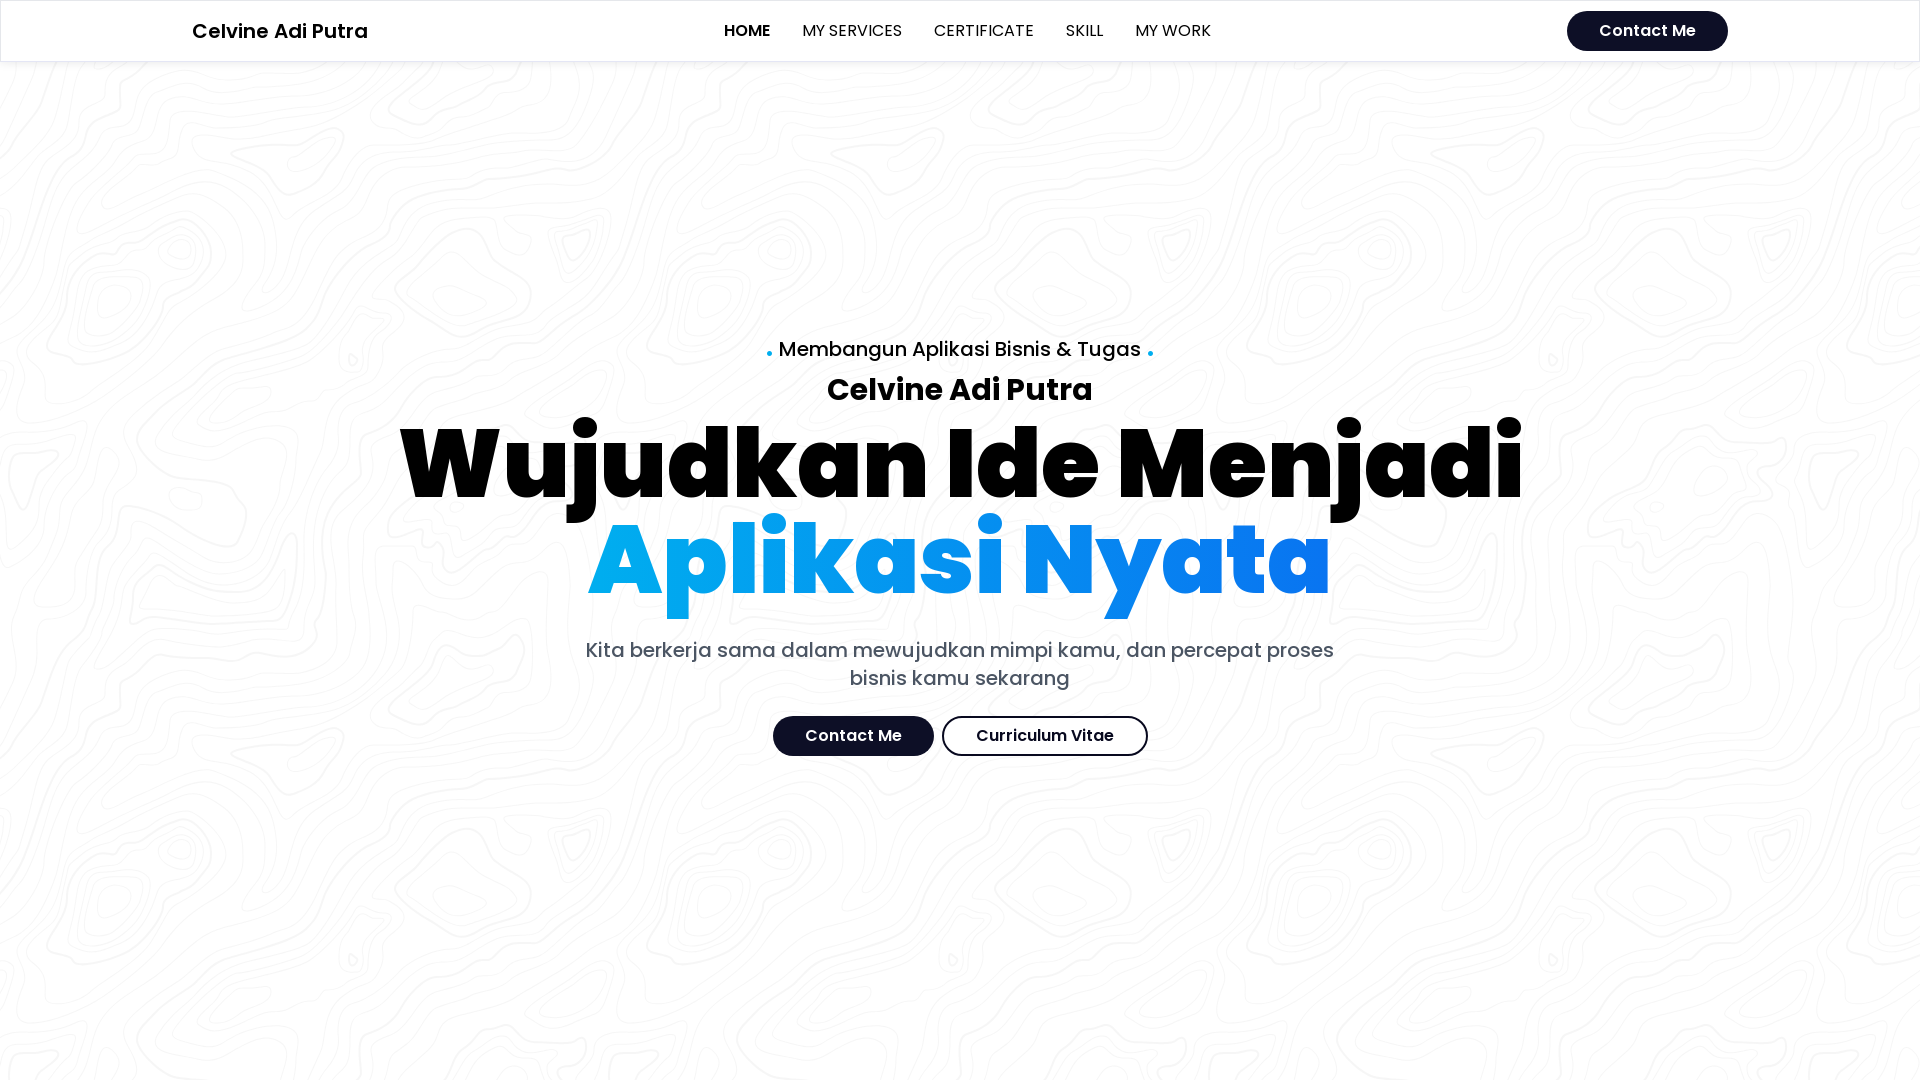 Celvine Adi Putra
HOME
MY SERVICES
CERTIFICATE
SKILL
MY WORK
Contact Me
. Membangun Aplikasi Bisnis & Tugas .
Celvine Adi Putra
Wujudkan Ide Menjadi
Aplikasi Nyata
Kita berkerja sama dalam mewujudkan mimpi kamu, dan percepat proses
bisnis kamu sekarang
Contact Me
Curriculum Vitae